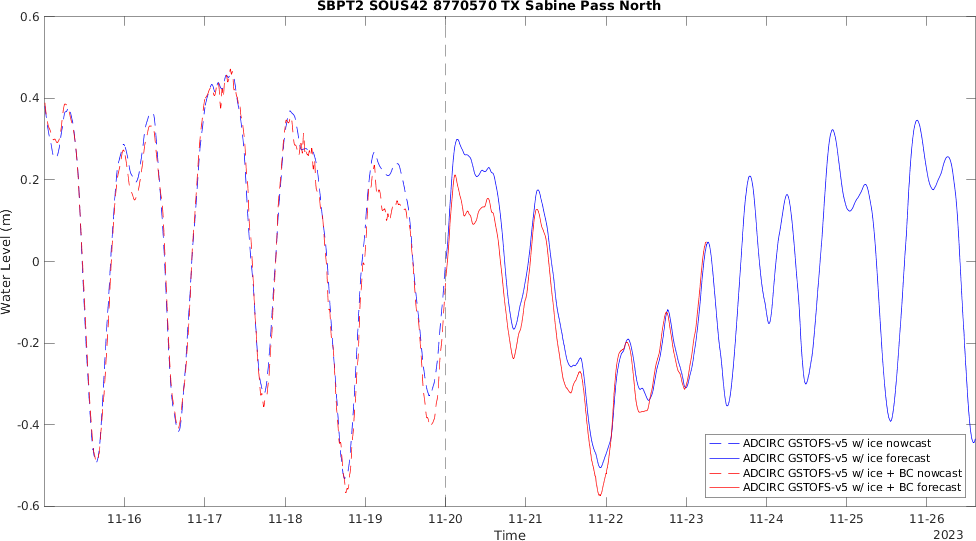 SBPT2 SOUS42 8770570 TX Sabine Pass North
0.6
0.4
0.2
0
-0.2
-0.4
-0.6
Water Level (m)
11-16 11-17 11-18 11-19 11-20 11-21 11-22 11-23 11-24 11-25 11-26
2023
Time
ADCIRC GSTOFS-v5 w/ ice nowcast
ADCIRC GSTOFS-v5 w/ ice forecast
ADCIRC GSTOFS-v5 w/ ice + BC nowcast
ADCIRC GSTOFS-v5 w/ ice + BC forecast